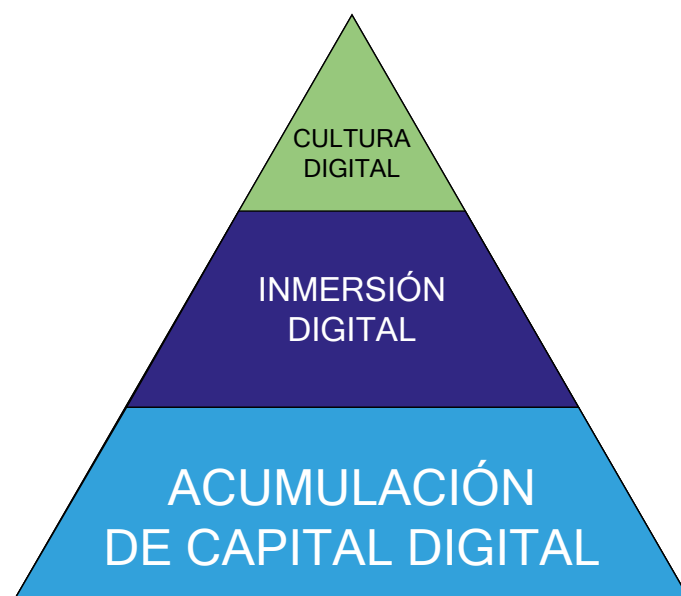 CULTURA
DIGITAL
INMERSIÓN
DIGITAL
ACUMULACIÓN
DE CAPITAL DIGITAL